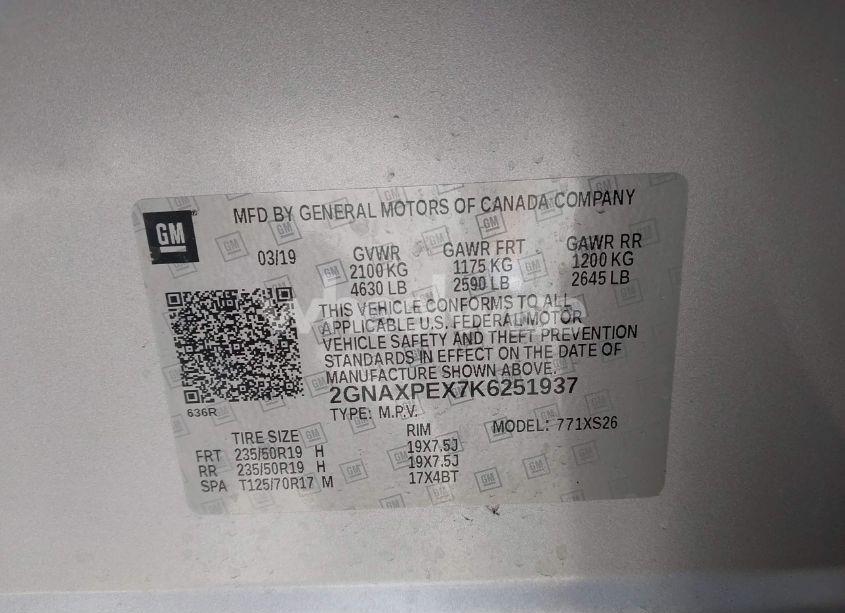 GM
MFD BY GENERAL MOTORS OF CANADA COMPANY
03/19
GVWR GAWR FRT GAWR RR
2100 KG 1175 KG 1200 KG
4630 LB 2590 LB 2645 LB
THIS VEHICLE CONFORMS TO ALL
APPLICABLE U.S. FEDERAL MOTOR
VEHICLE SAFETY AND THEFT PREVENTION
STANDARDS IN EFFECT ON THE DATE OF
MANUFACTURE SHOWN ABOVE.
2GNAXPEX7K6251937
636R
TYPE: M.P.V. MODEL: 771XS26
TIRE SIZE RIM
FRT 235/50R19 H 19X7.5J
RR 235/50R19 H 19X7.5J
SPA T125/70R17 M 17X4BT